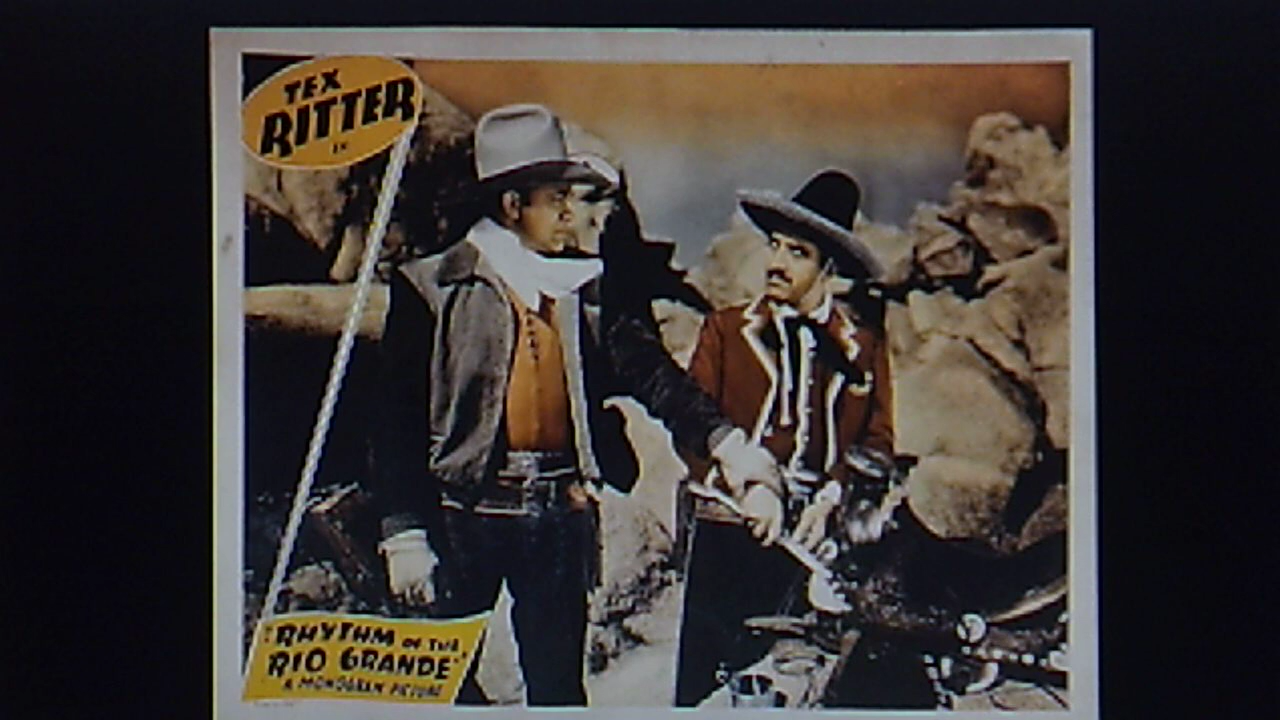 TEX
RITTER
IN
"RHYTHM OF THE
RIO GRANDE"
A MONOGRAM PICTURE